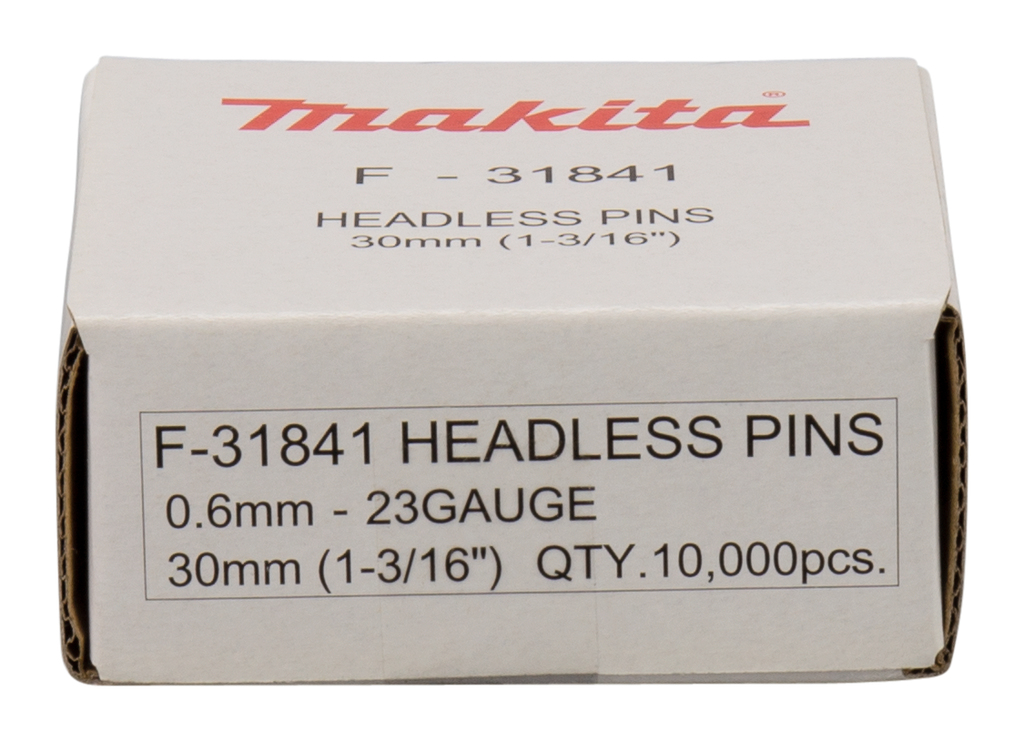 makita®
F - 31841
HEADLESS PINS
30mm (1-3/16")
F-31841 HEADLESS PINS
0.6mm - 23GAUGE
30mm (1-3/16") QTY.10,000pcs.